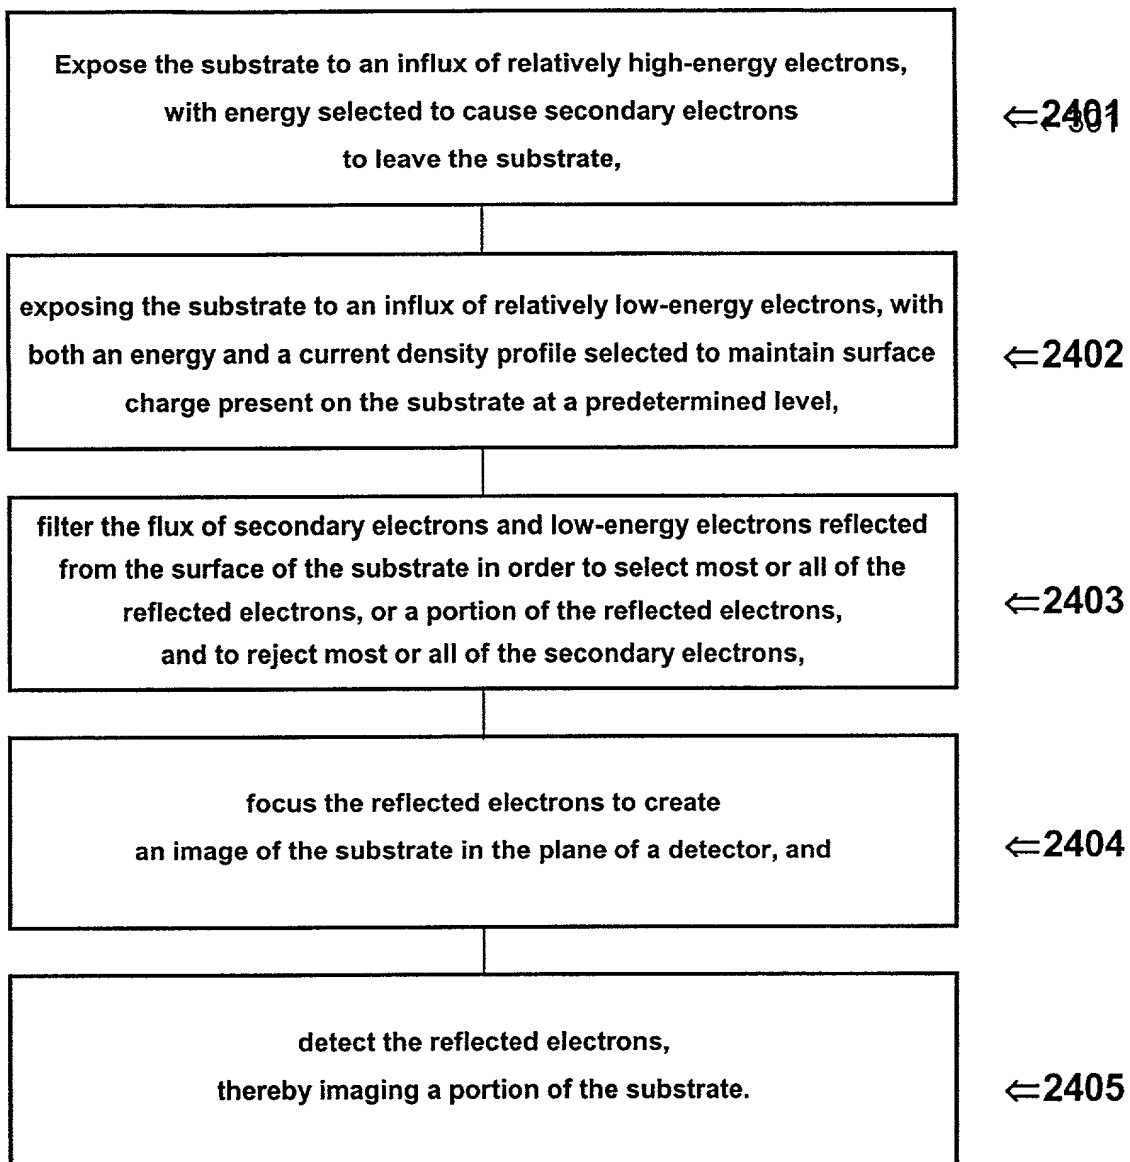 Expose the substrate to an influx of relatively high-energy electrons,
with energy selected to cause secondary electrons
to leave the substrate,
⇐2401
exposing the substrate to an influx of relatively low-energy electrons, with
both an energy and a current density profile selected to maintain surface
charge present on the substrate at a predetermined level,
⇐2402
filter the flux of secondary electrons and low-energy electrons reflected
from the surface of the substrate in order to select most or all of the
reflected electrons, or a portion of the reflected electrons,
and to reject most or all of the secondary electrons,
⇐2403
focus the reflected electrons to create
an image of the substrate in the plane of a detector, and
⇐2404
detect the reflected electrons,
thereby imaging a portion of the substrate.
⇐2405